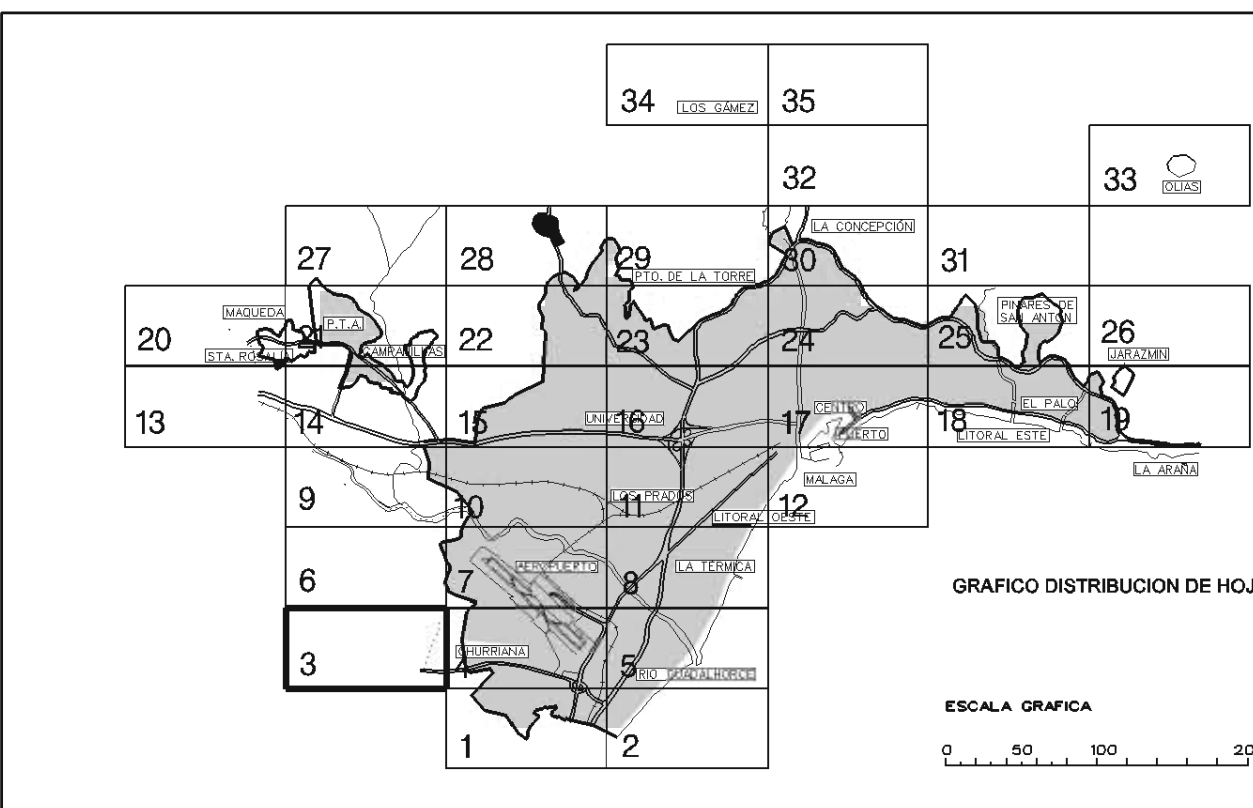 34 LOS GÁMEZ 35
32 33
OLIAS
LA CONCEPCIÓN
27 28 29 30 31
PTO. DE LA TORRE
MAQUEDA
P.T.A.
PINARES DE
SAN ANTON
20 21 22 23 24 25 26
STA. ROSALIA CAMPANILLAS
JARAZMIN
CENTRO EL PALO
UNIVERSIDAD
13 14 15 16 17 18 19
PUERTO LITORAL ESTE
LA ARAÑA
MALAGA
LOS PRADOS
9 10 11 12
LITORAL OESTE
AEROPUERTO LA TÉRMICA
6 7 8
GRAFICO DISTRIBUCION DE HOJ
CHURRIANA
3 5
RIO GUADALHORCE
ESCALA GRAFICA
1 2
0 50 100 20